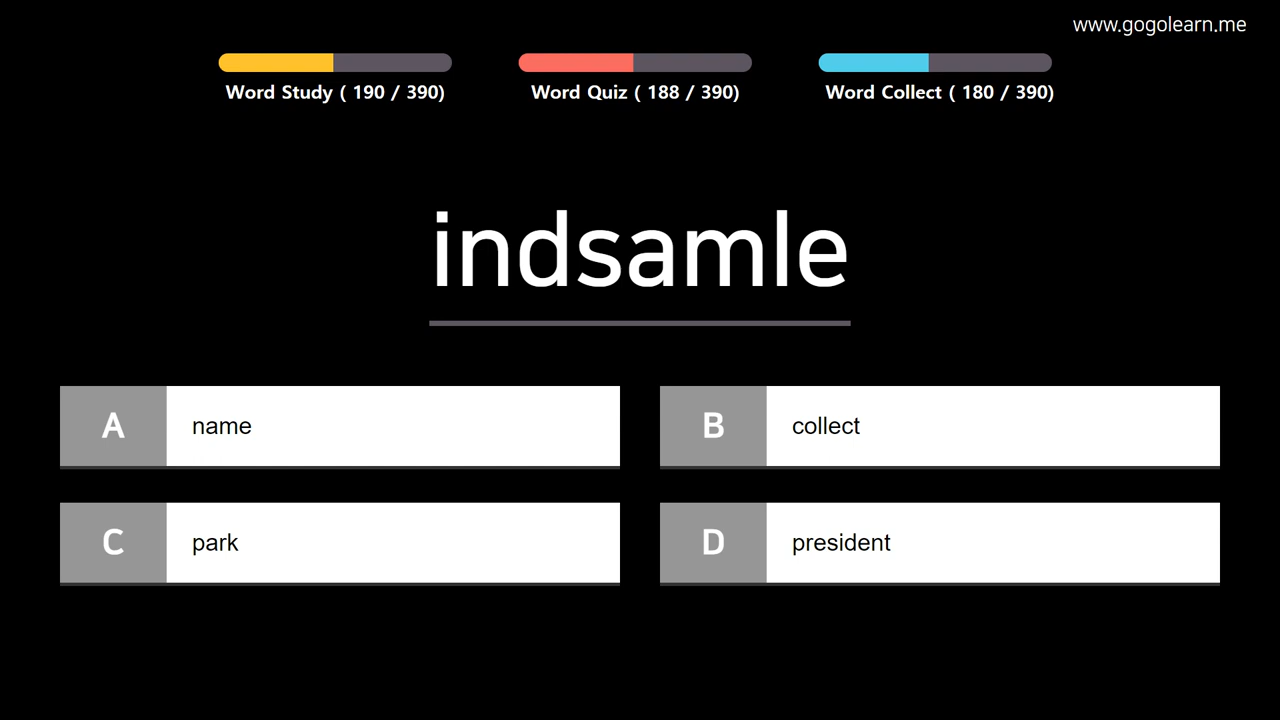 www.gogolearn.me
Word Study ( 190 / 390)
Word Quiz ( 188 / 390)
Word Collect ( 180 / 390)
indsamle
A name
B collect
C park
D president